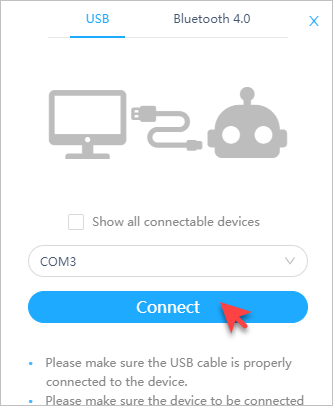 USB Bluetooth 4.0 X
Show all connectable devices
COM3
Connect
• Please make sure the USB cable is properly
connected to the device.
• Please make sure the device to be connected